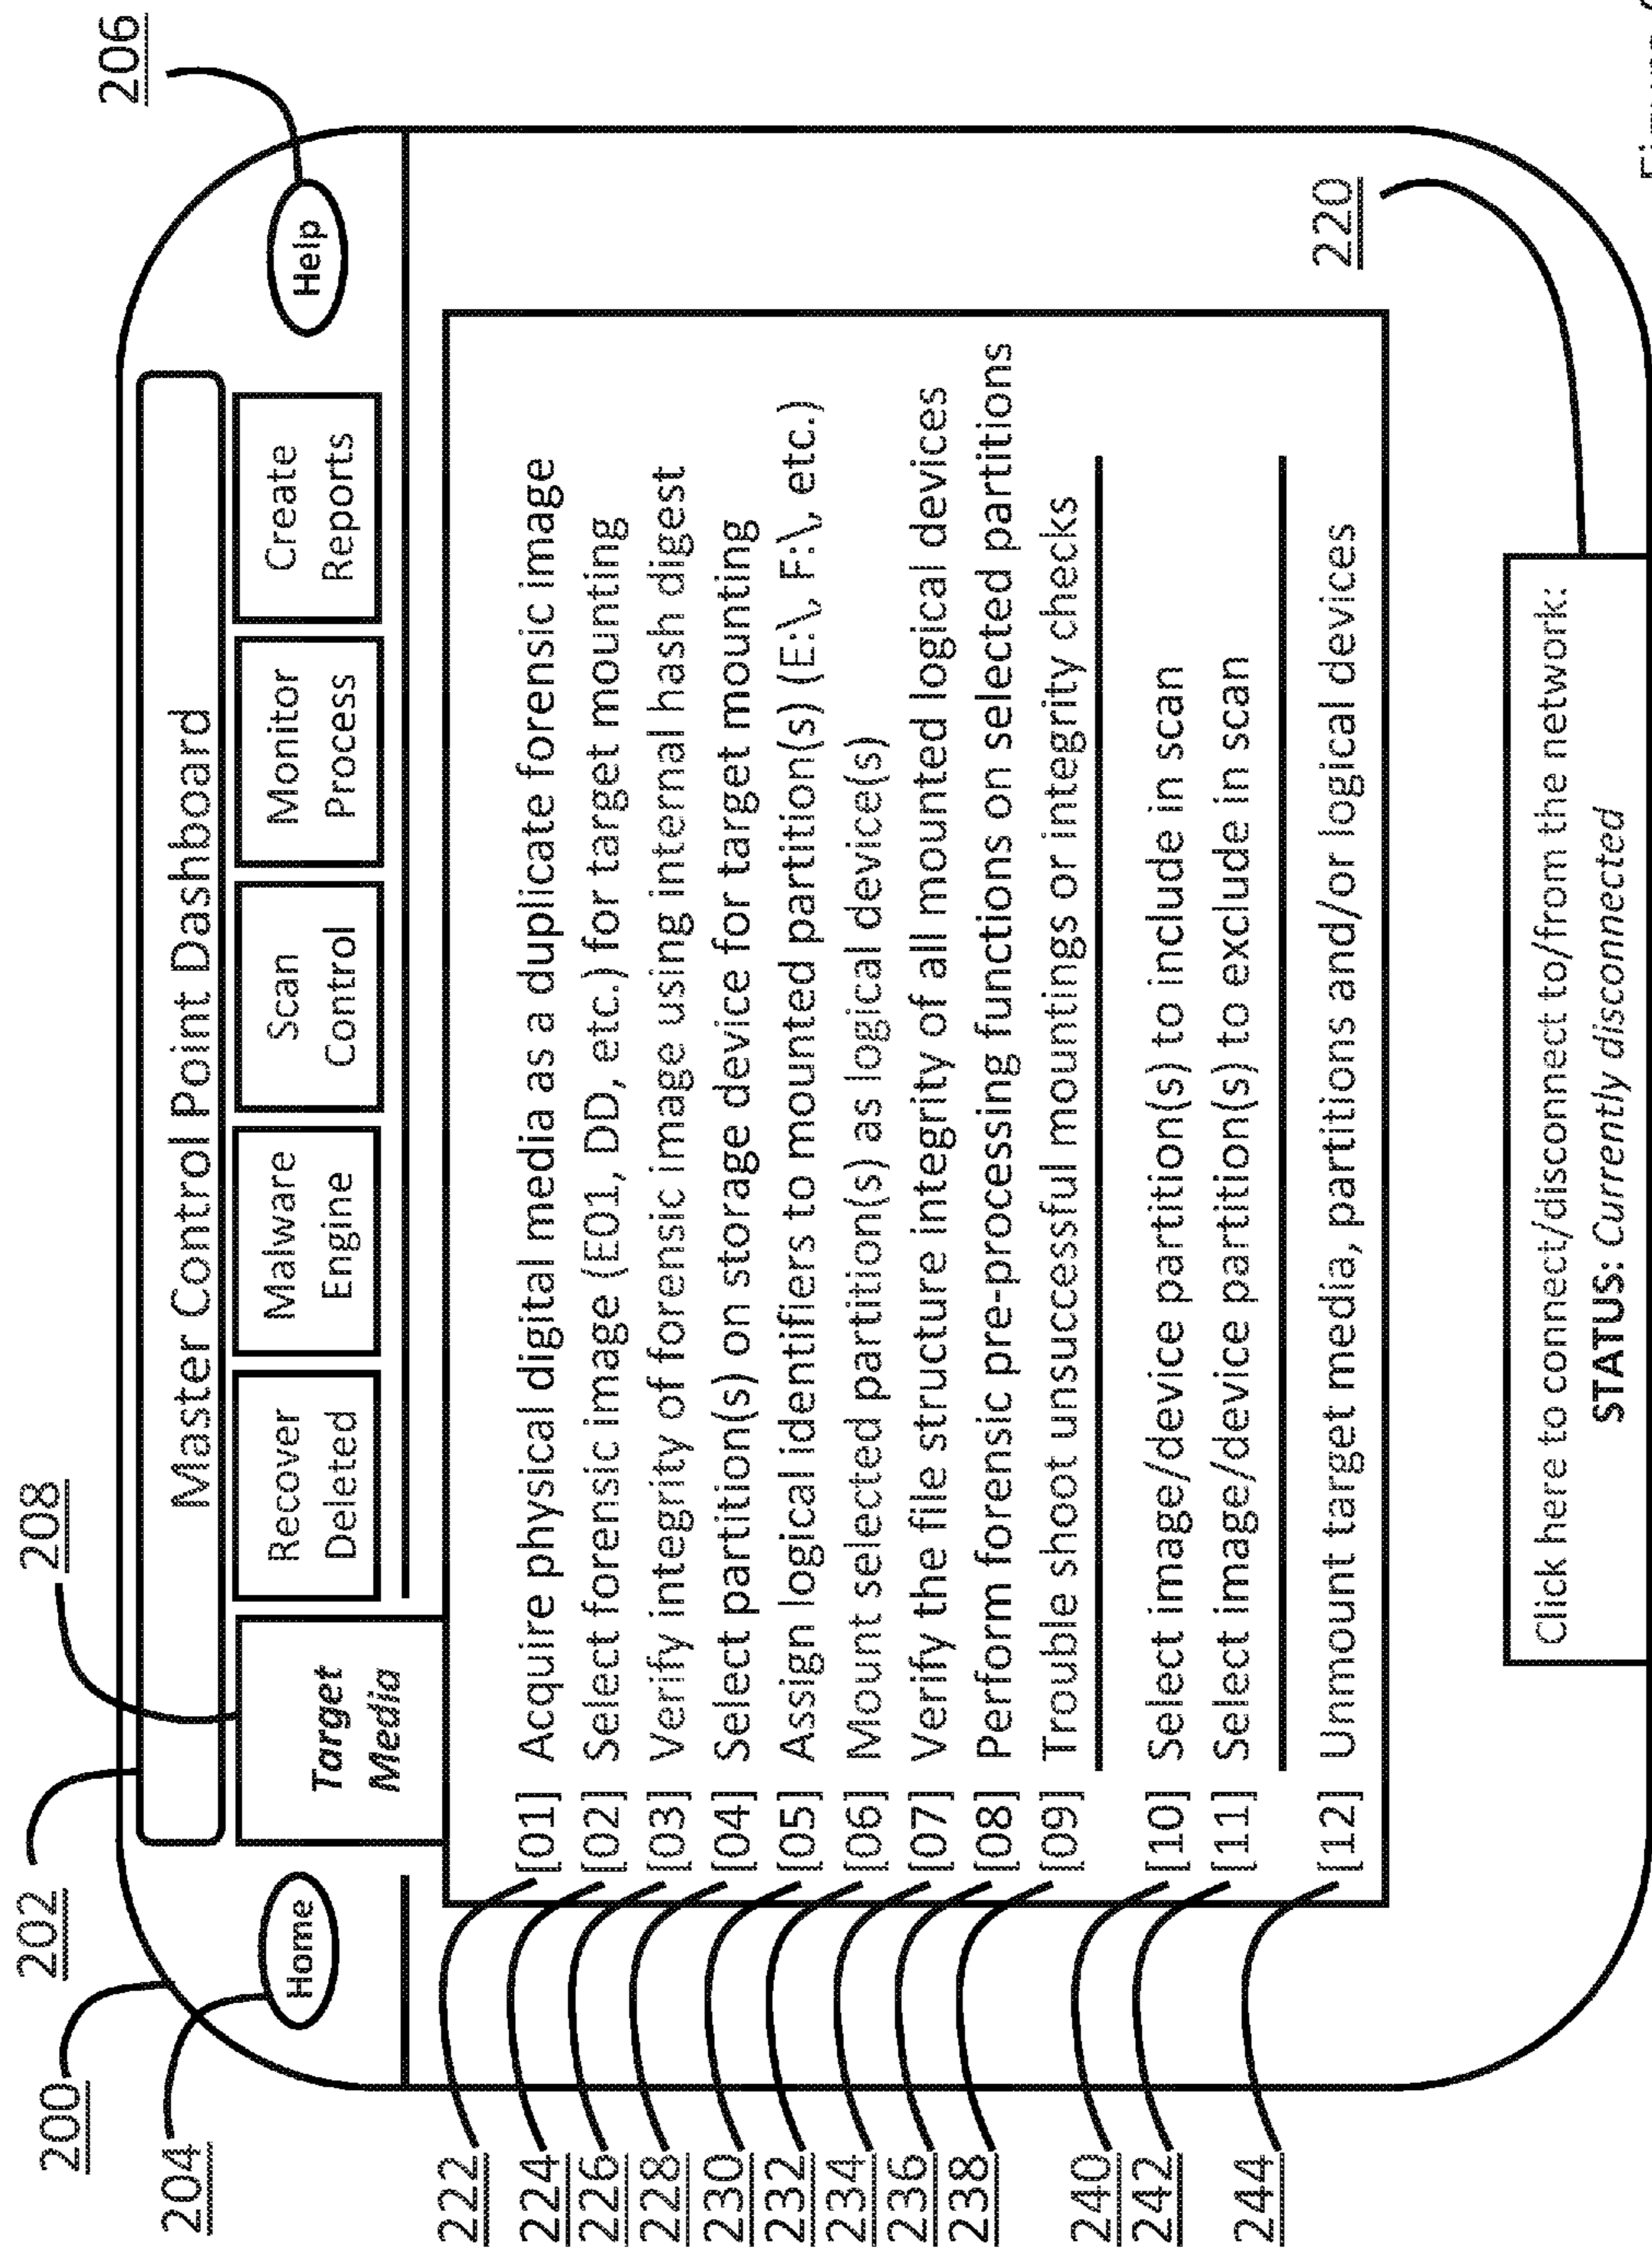 206
208
202
200
204
Master Control Point Dashboard
Home
Target
Media
Recover
Deleted
Malware
Engine
Scan
Control
Monitor
Process
Create
Reports
Help
222 [01] Acquire physical digital media as a duplicate forensic image
224 [02] Select forensic image (E01, DD, etc.) for target mounting
226 [03] Verify integrity of forensic image using internal hash digest
228 [04] Select partition(s) on storage device for target mounting
230 [05] Assign logical identifiers to mounted partition(s) (E:\, F:\, etc.)
232 [06] Mount selected partition(s) as logical device(s)
234 [07] Verify the file structure integrity of all mounted logical devices
236 [08] Perform forensic pre-processing functions on selected partitions
238 [09] Trouble shoot unsuccessful mountings or integrity checks
240 [10] Select image/device partition(s) to include in scan
242 [11] Select image/device partition(s) to exclude in scan
244 [12] Unmount target media, partitions and/or logical devices
220
Click here to connect/disconnect to/from the network:
STATUS: Currently disconnected